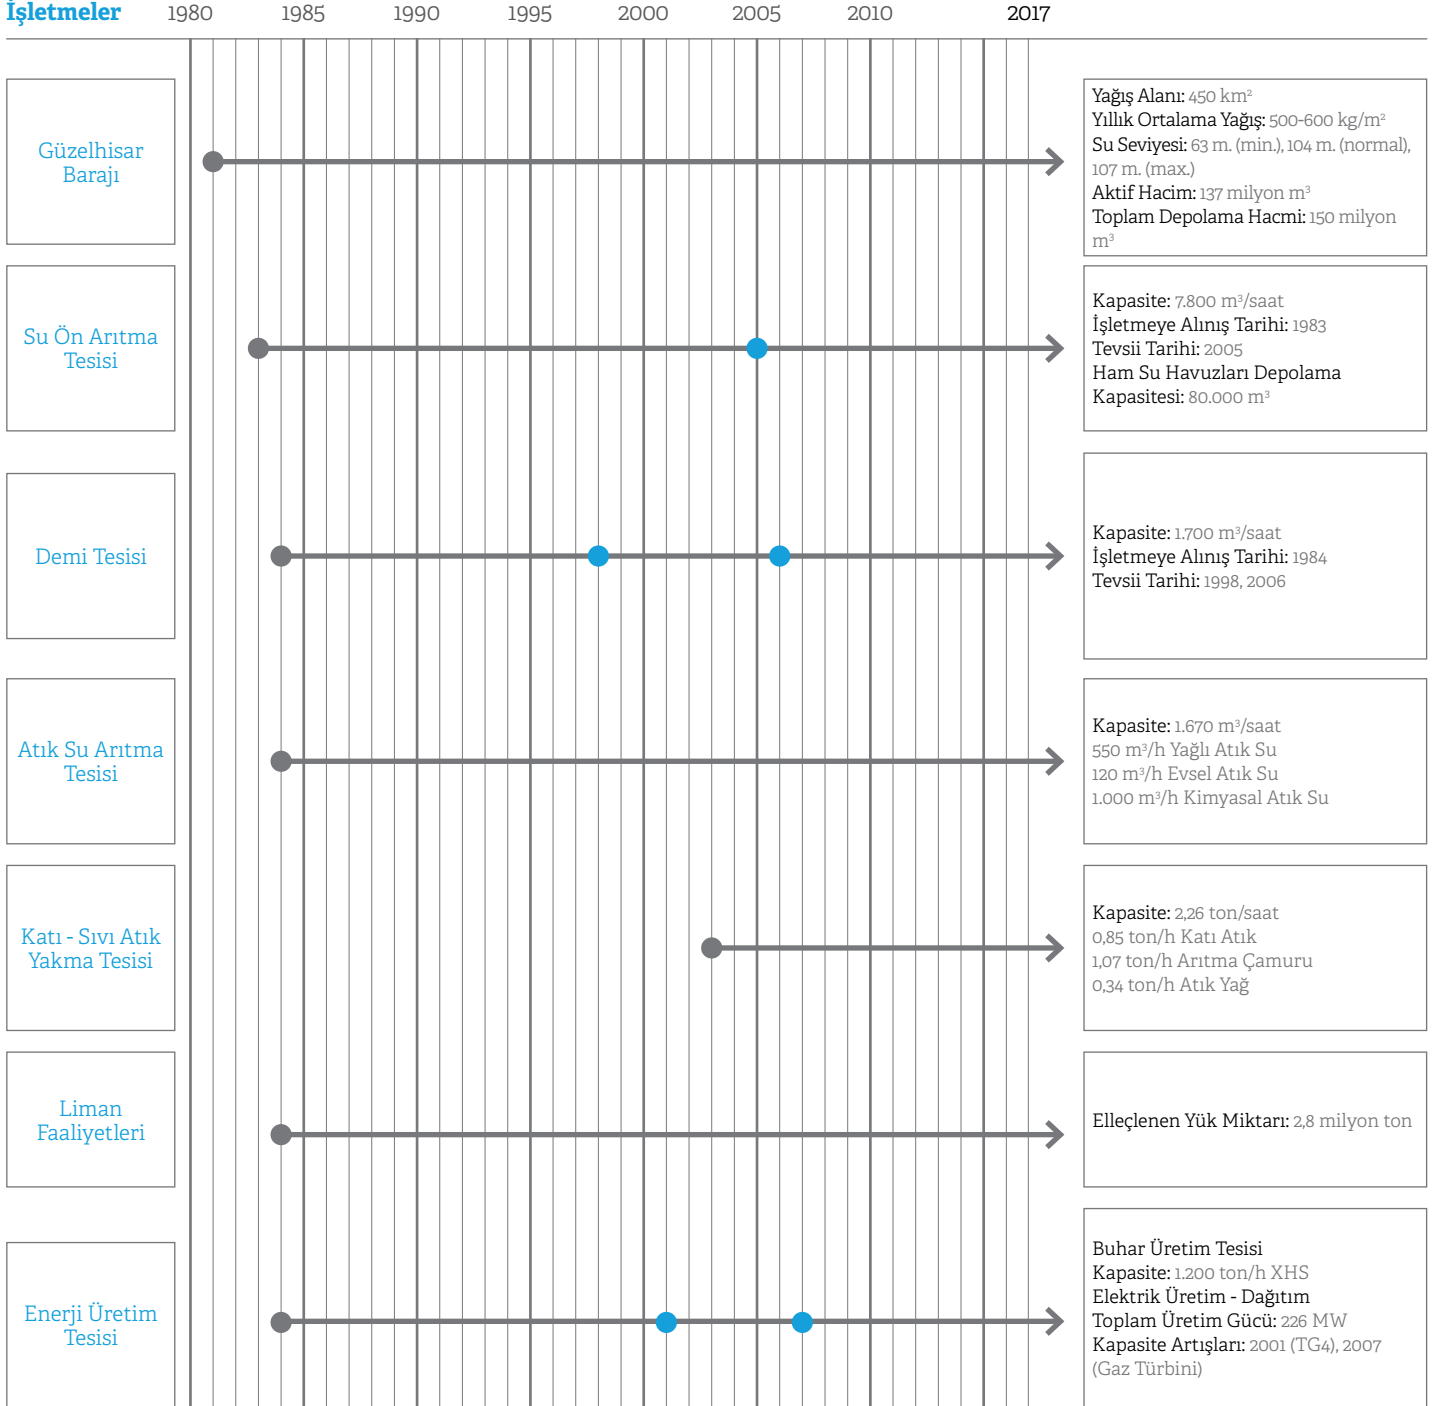 İşletmeler 1980 1985 1990 1995 2000 2005 2010 2017
Güzelhisar
Barajı
Yağış Alanı: 450 km²
Yıllık Ortalama Yağış: 500-600 kg/m²
Su Seviyesi: 63 m. (min.), 104 m. (normal),
107 m. (max.)
Aktif Hacim: 137 milyon m³
Toplam Depolama Hacmi: 150 milyon
m³
Su Ön Arıtma
Tesisi
Kapasite: 7.800 m³/saat
İşletmeye Alınış Tarihi: 1983
Tevsii Tarihi: 2005
Ham Su Havuzları Depolama
Kapasitesi: 80.000 m³
Demi Tesisi
Kapasite: 1.700 m³/saat
İşletmeye Alınış Tarihi: 1984
Tevsii Tarihi: 1998, 2006
Atık Su Arıtma
Tesisi
Kapasite: 1.670 m³/saat
550 m³/h Yağlı Atık Su
120 m³/h Evsel Atık Su
1.000 m³/h Kimyasal Atık Su
Katı - Sıvı Atık
Yakma Tesisi
Kapasite: 2,26 ton/saat
0,85 ton/h Katı Atık
1,07 ton/h Arıtma Çamuru
0,34 ton/h Atık Yağ
Liman
Faaliyetleri
Elleçlenen Yük Miktarı: 2,8 milyon ton
Enerji Üretim
Tesisi
Buhar Üretim Tesisi
Kapasite: 1.200 ton/h XHS
Elektrik Üretim - Dağıtım
Toplam Üretim Gücü: 226 MW
Kapasite Artışları: 2001 (TG4), 2007
(Gaz Türbini)